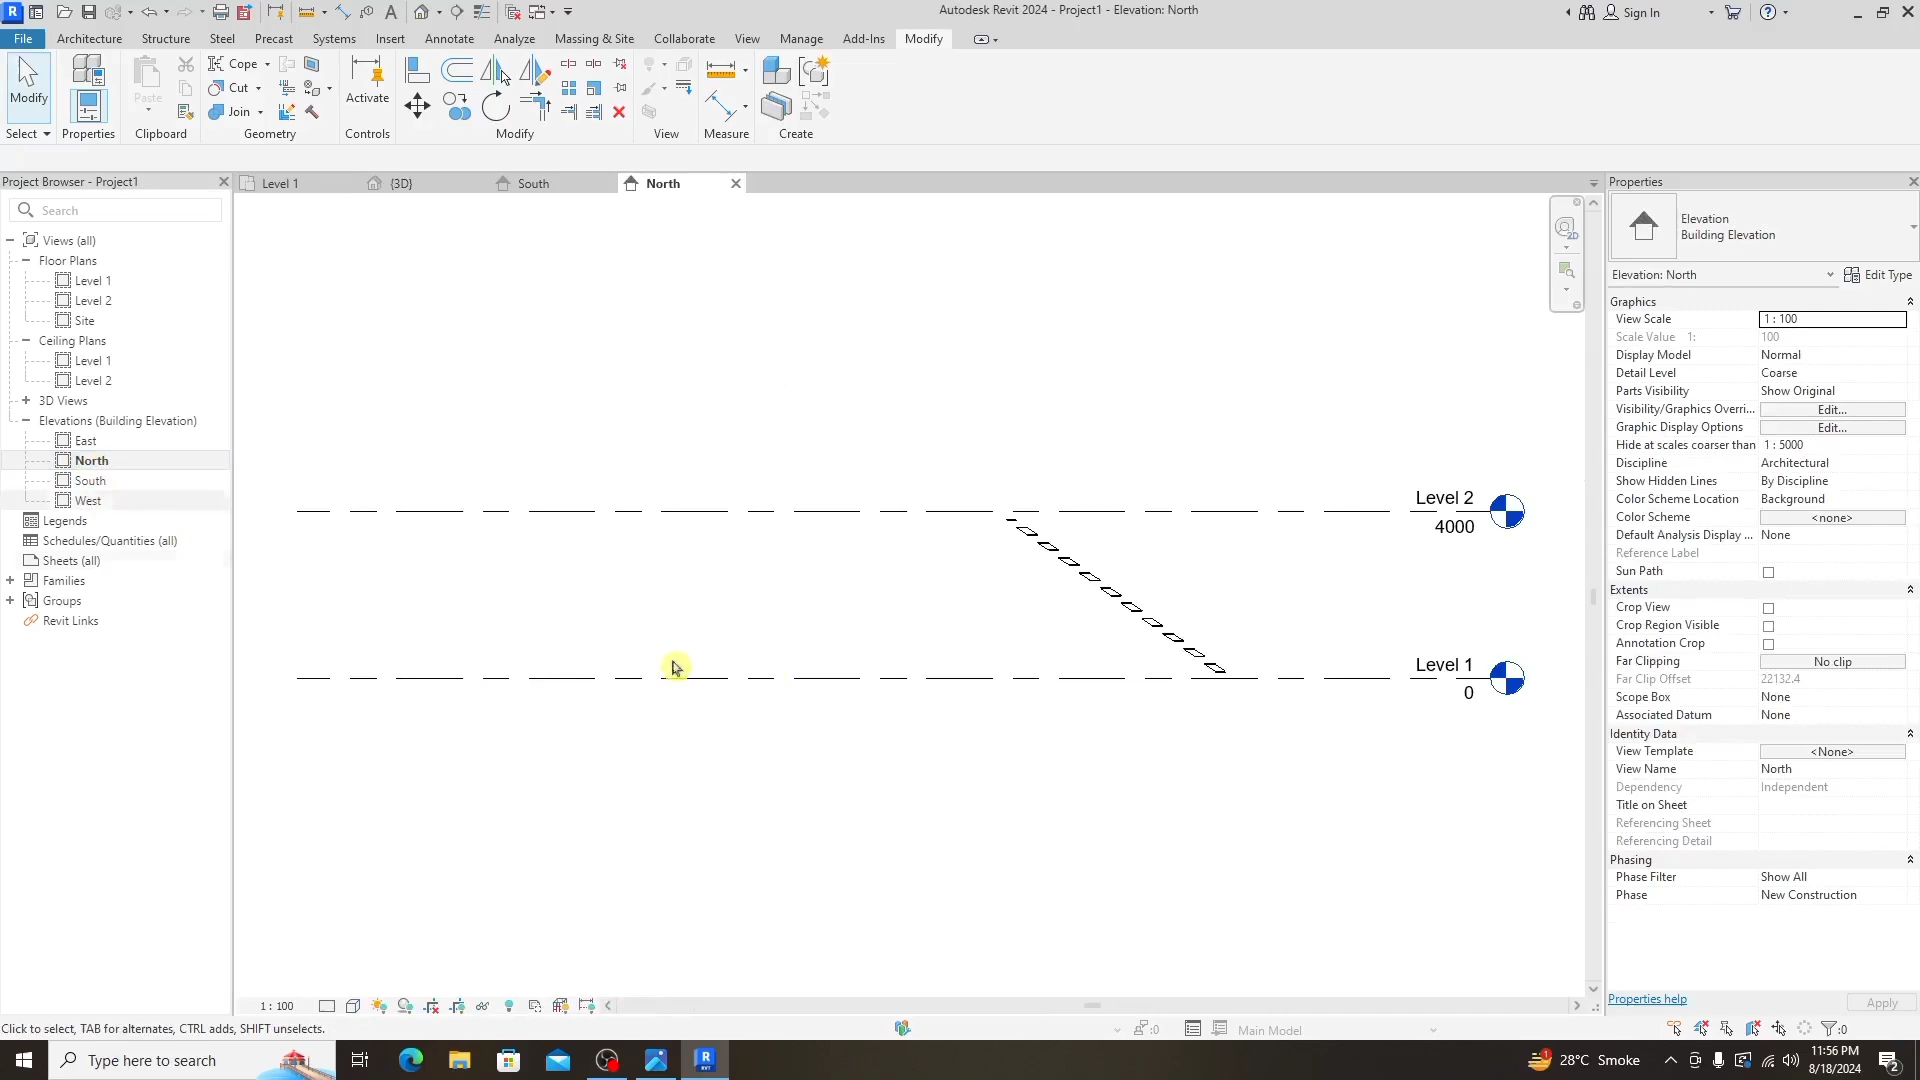 Autodesk Revit 2024 - Project1 - Elevation: North
Sign In
File
Architecture
Structure
Steel
Precast
Systems
Insert
Annotate
Analyze
Massing & Site
Collaborate
View
Manage
Add-Ins
Modify
Modify
Select
Properties
Paste
Clipboard
Cope
Cut
Join
Geometry
Activate
Controls
Modify
View
Measure
Create
Project Browser - Project1
Search
Views (all)
Floor Plans
Level 1
Level 2
Site
Ceiling Plans
Level 1
Level 2
3D Views
Elevations (Building Elevation)
East
North
South
West
Legends
Schedules/Quantities (all)
Sheets (all)
Families
Groups
Revit Links
Level 1
{3D}
South
North
2D
Level 2
4000
Level 1
0
Properties
Elevation
Building Elevation
Elevation: North
Edit Type
Graphics
View Scale 1 : 100
Scale Value 1: 100
Display Model Normal
Detail Level Coarse
Parts Visibility Show Original
Visibility/Graphics Overri... Edit...
Graphic Display Options Edit...
Hide at scales coarser than 1 : 5000
Discipline Architectural
Show Hidden Lines By Discipline
Color Scheme Location Background
Color Scheme <none>
Default Analysis Display ... None
Reference Label
Sun Path
Extents
Crop View
Crop Region Visible
Annotation Crop
Far Clipping No clip
Far Clip Offset 22132.4
Scope Box None
Associated Datum None
Identity Data
View Template <None>
View Name North
Dependency Independent
Title on Sheet
Referencing Sheet
Referencing Detail
Phasing
Phase Filter Show All
Phase New Construction
Properties help
Apply
1 : 100
Click to select, TAB for alternates, CTRL adds, SHIFT unselects.
:0
Main Model
:0
Type here to search
28°C Smoke
11:56 PM
8/18/2024